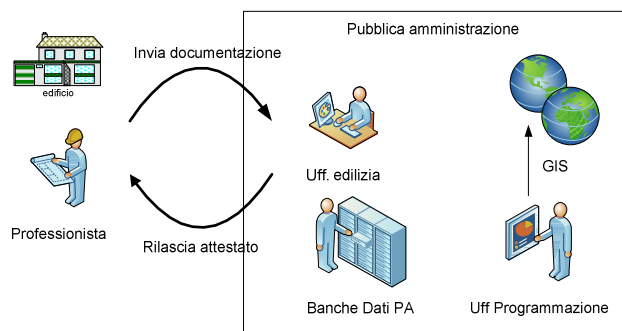 Pubblica amministrazione
Invia documentazione
edificio
GIS
Uff. edilizia
Professionista
Rilascia attestato
Banche Dati PA
Uff Programmazione